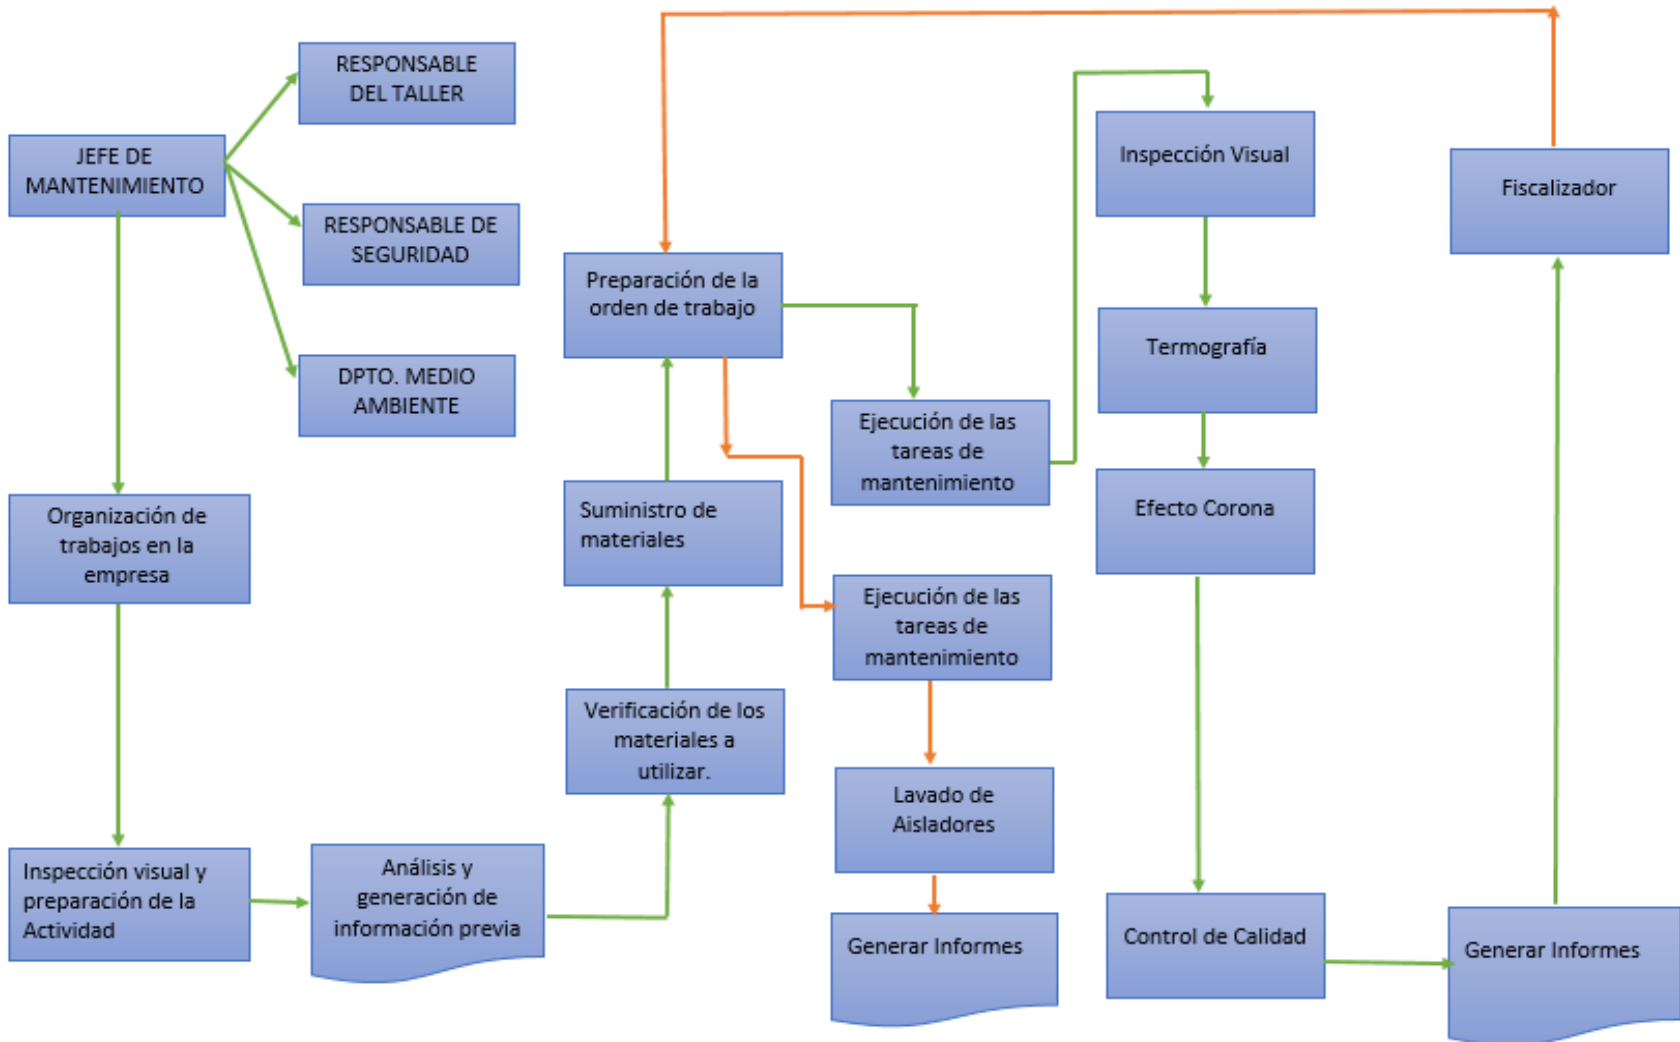 RESPONSABLE
DEL TALLER
JEFE DE
MANTENIMIENTO
RESPONSABLE DE
SEGURIDAD
DPTO. MEDIO
AMBIENTE
Organización de
trabajos en la
empresa
Inspección visual y
preparación de la
Actividad
Análisis y
generación de
información previa
Verificación de los
materiales a
utilizar.
Suministro de
materiales
Preparación de la
orden de trabajo
Ejecución de las
tareas de
mantenimiento
Ejecución de las
tareas de
mantenimiento
Lavado de
Aisladores
Generar Informes
Inspección Visual
Termografía
Efecto Corona
Control de Calidad
Generar Informes
Fiscalizador